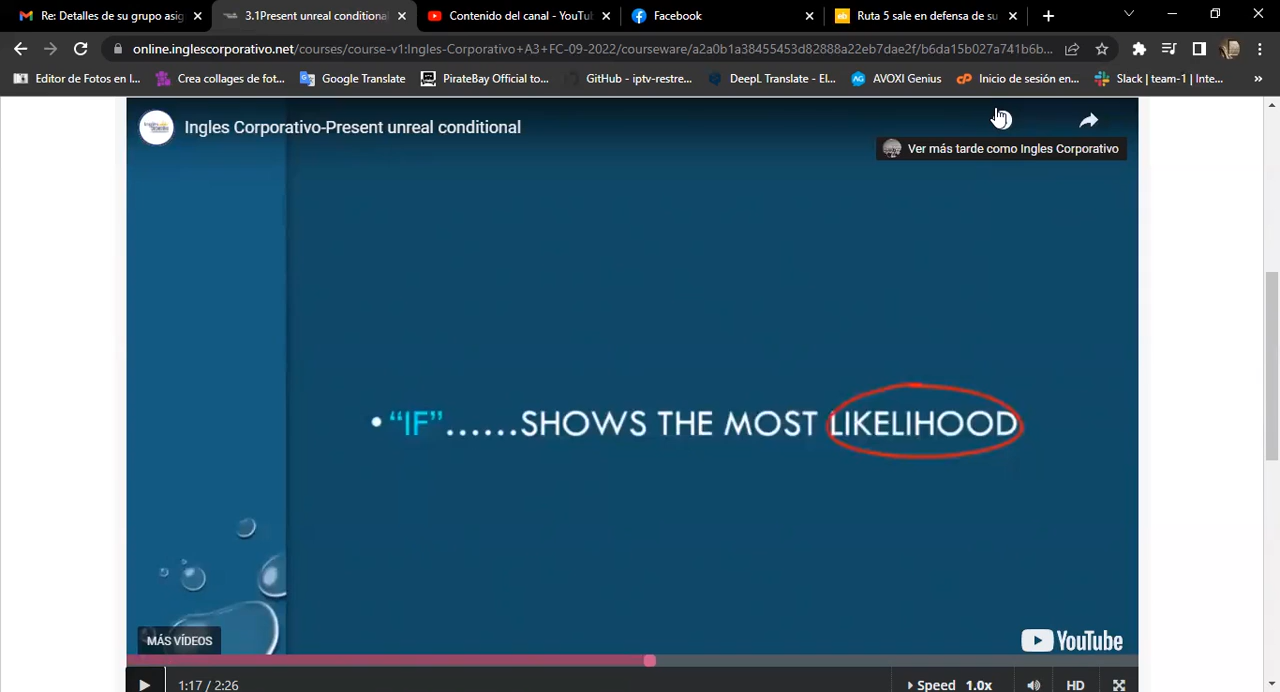 Re: Detalles de su grupo asig
3.1Present unreal conditional
Contenido del canal - YouTu
Facebook
Ruta 5 sale en defensa de su
online.inglescorporativo.net/courses/course-v1:Ingles-Corporativo+A3+FC-09-2022/courseware/a2a0b1a38455453d82888a22eb7dae2f/b6da15b027a741b6b...
Editor de Fotos en l...
Crea collages de fot...
Google Translate
PirateBay Official to...
GitHub - iptv-restre...
DeepL Translate - El...
AVOXI Genius
Inicio de sesión en...
Slack | team-1 | Inte...
»
Ingles Corporativo-Present unreal conditional
Ver más tarde como Ingles Corporativo
• “IF”......SHOWS THE MOST LIKELIHOOD
MÁS VÍDEOS
YouTube
1:17 / 2:26
Speed 1.0x
HD